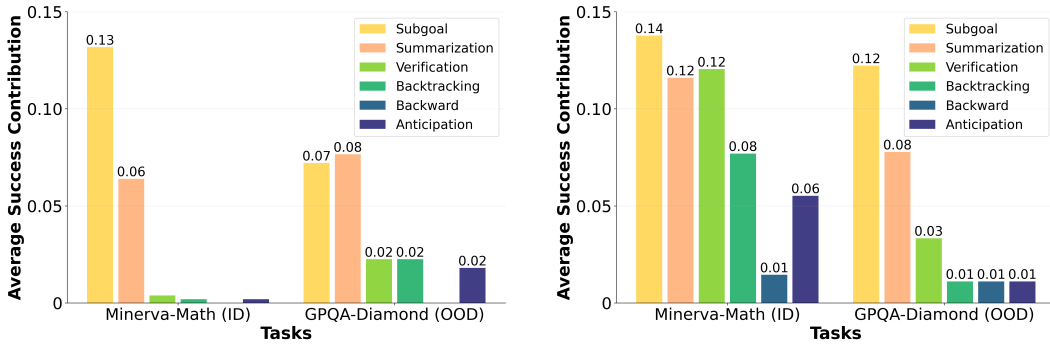 Average Success Contribution
0.15
0.10
0.05
0
0.13
0.06
0.07
0.08
0.02
0.02
0.02
Subgoal
Summarization
Verification
Backtracking
Backward
Anticipation
Minerva-Math (ID)
GPQA-Diamond (OOD)
Tasks
Average Success Contribution
0.15
0.10
0.05
0
0.14
0.12
0.12
0.08
0.01
0.06
0.12
0.08
0.03
0.01
0.01
0.01
Subgoal
Summarization
Verification
Backtracking
Backward
Anticipation
Minerva-Math (ID)
GPQA-Diamond (OOD)
Tasks